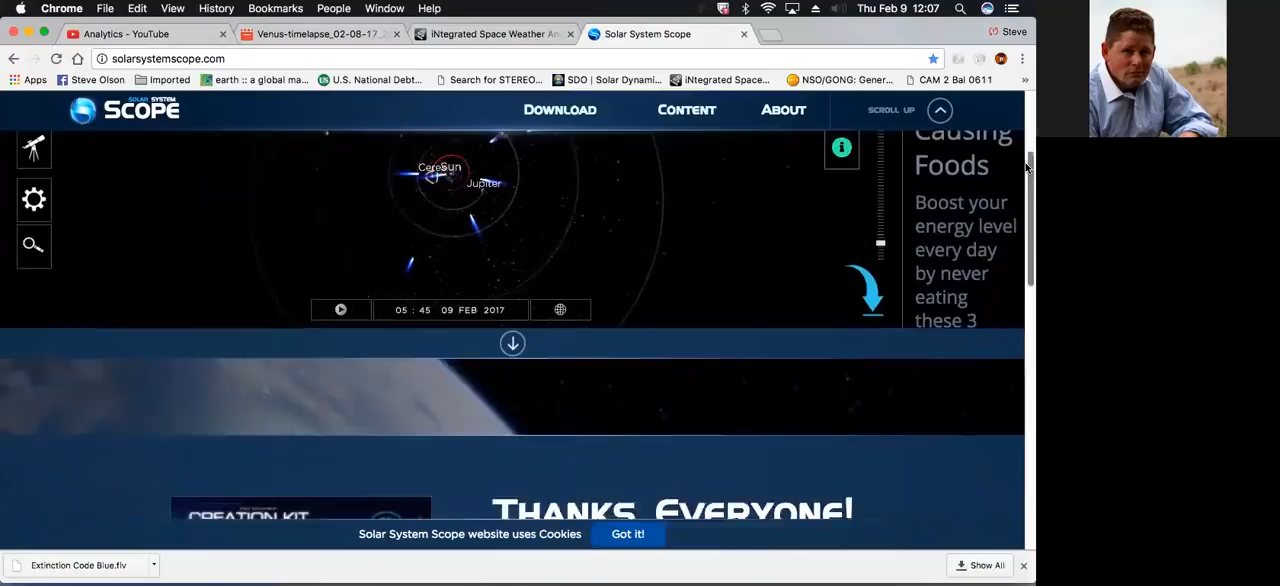 Chrome File Edit View History Bookmarks People Window Help Thu Feb 9 12:07
Analytics - YouTube
Venus-timelapse_02-08-17_
iNtegrated Space Weather An
Solar System Scope
Steve
solarsystemscope.com
Apps Steve Olson Imported earth :: a global ma... U.S. National Debt... Search for STEREO... SDO | Solar Dynami... iNtegrated Space... NSO/GONG: Gener... CAM 2 Bal 0611 »
SOLAR SYSTEM
SCOPE
DOWNLOAD CONTENT ABOUT SCROLL UP
Causing
Foods
Boost your
energy level
every day
by never
eating
these 3
Sun
Jupiter
05 : 45 09 FEB 2017
THANKS, EVERYONE!
CREATION KIT
Solar System Scope website uses Cookies Got it!
Extinction Code Blue.flv
Show All